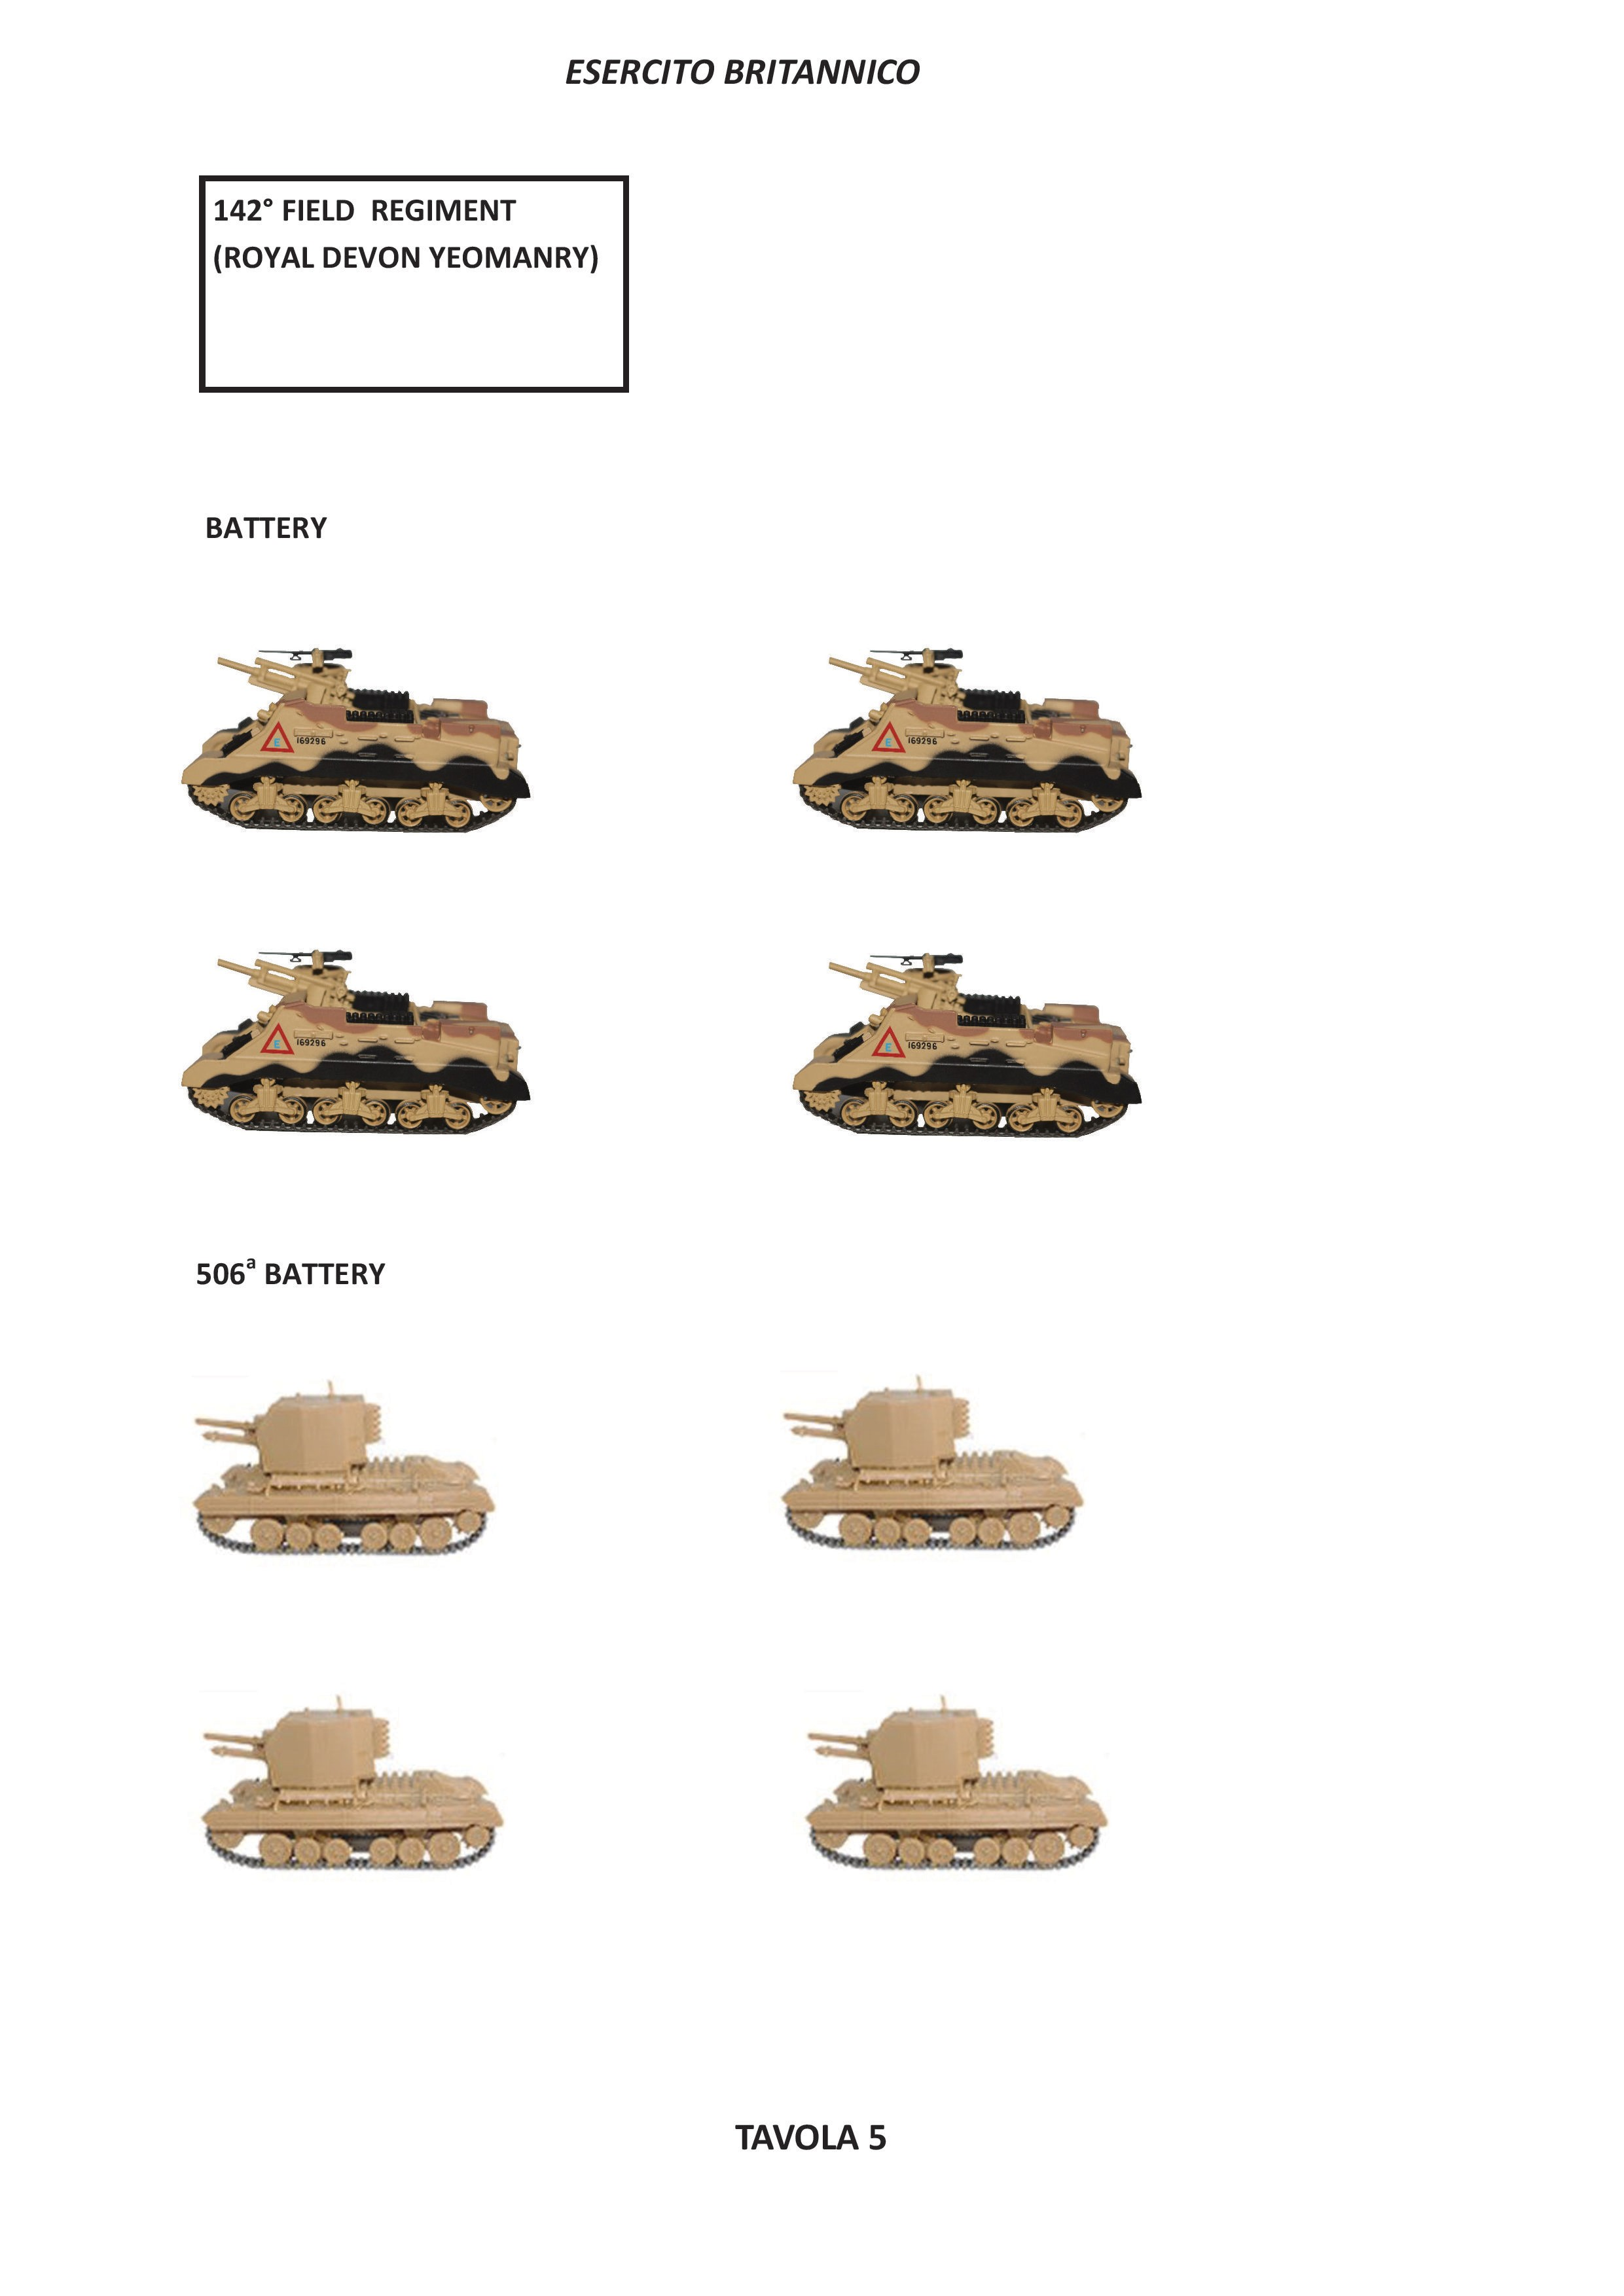 ESERCITO BRITANNICO
142° FIELD REGIMENT
(ROYAL DEVON YEOMANRY)
BATTERY
E 169296
E 169296
E 169296
E 169296
506ª BATTERY
TAVOLA 5